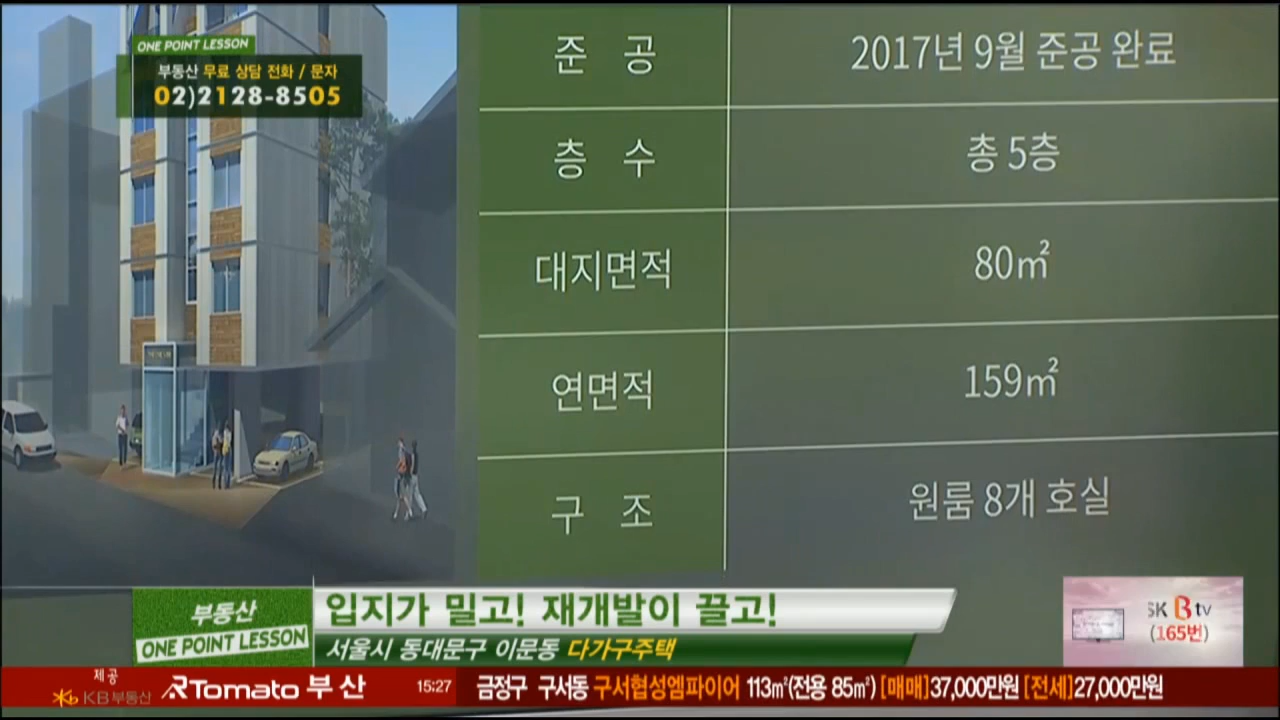 ONE POINT LESSON
부동산 무료 상담 전화 / 문자
02)2128-8505
준 공
2017년 9월 준공 완료
층 수
총 5층
대지면적
80㎡
연면적
159㎡
구 조
원룸 8개 호실
부동산
ONE POINT LESSON
입지가 밀고! 재개발이 끌고!
서울시 동대문구 이문동 다가구주택
SK B tv
(165번)
제공
KB부동산
RTomato 부산
15:27
금정구 구서동 구서협성엠파이어 113㎡(전용 85㎡) [매매]37,000만원 [전세]27,000만원